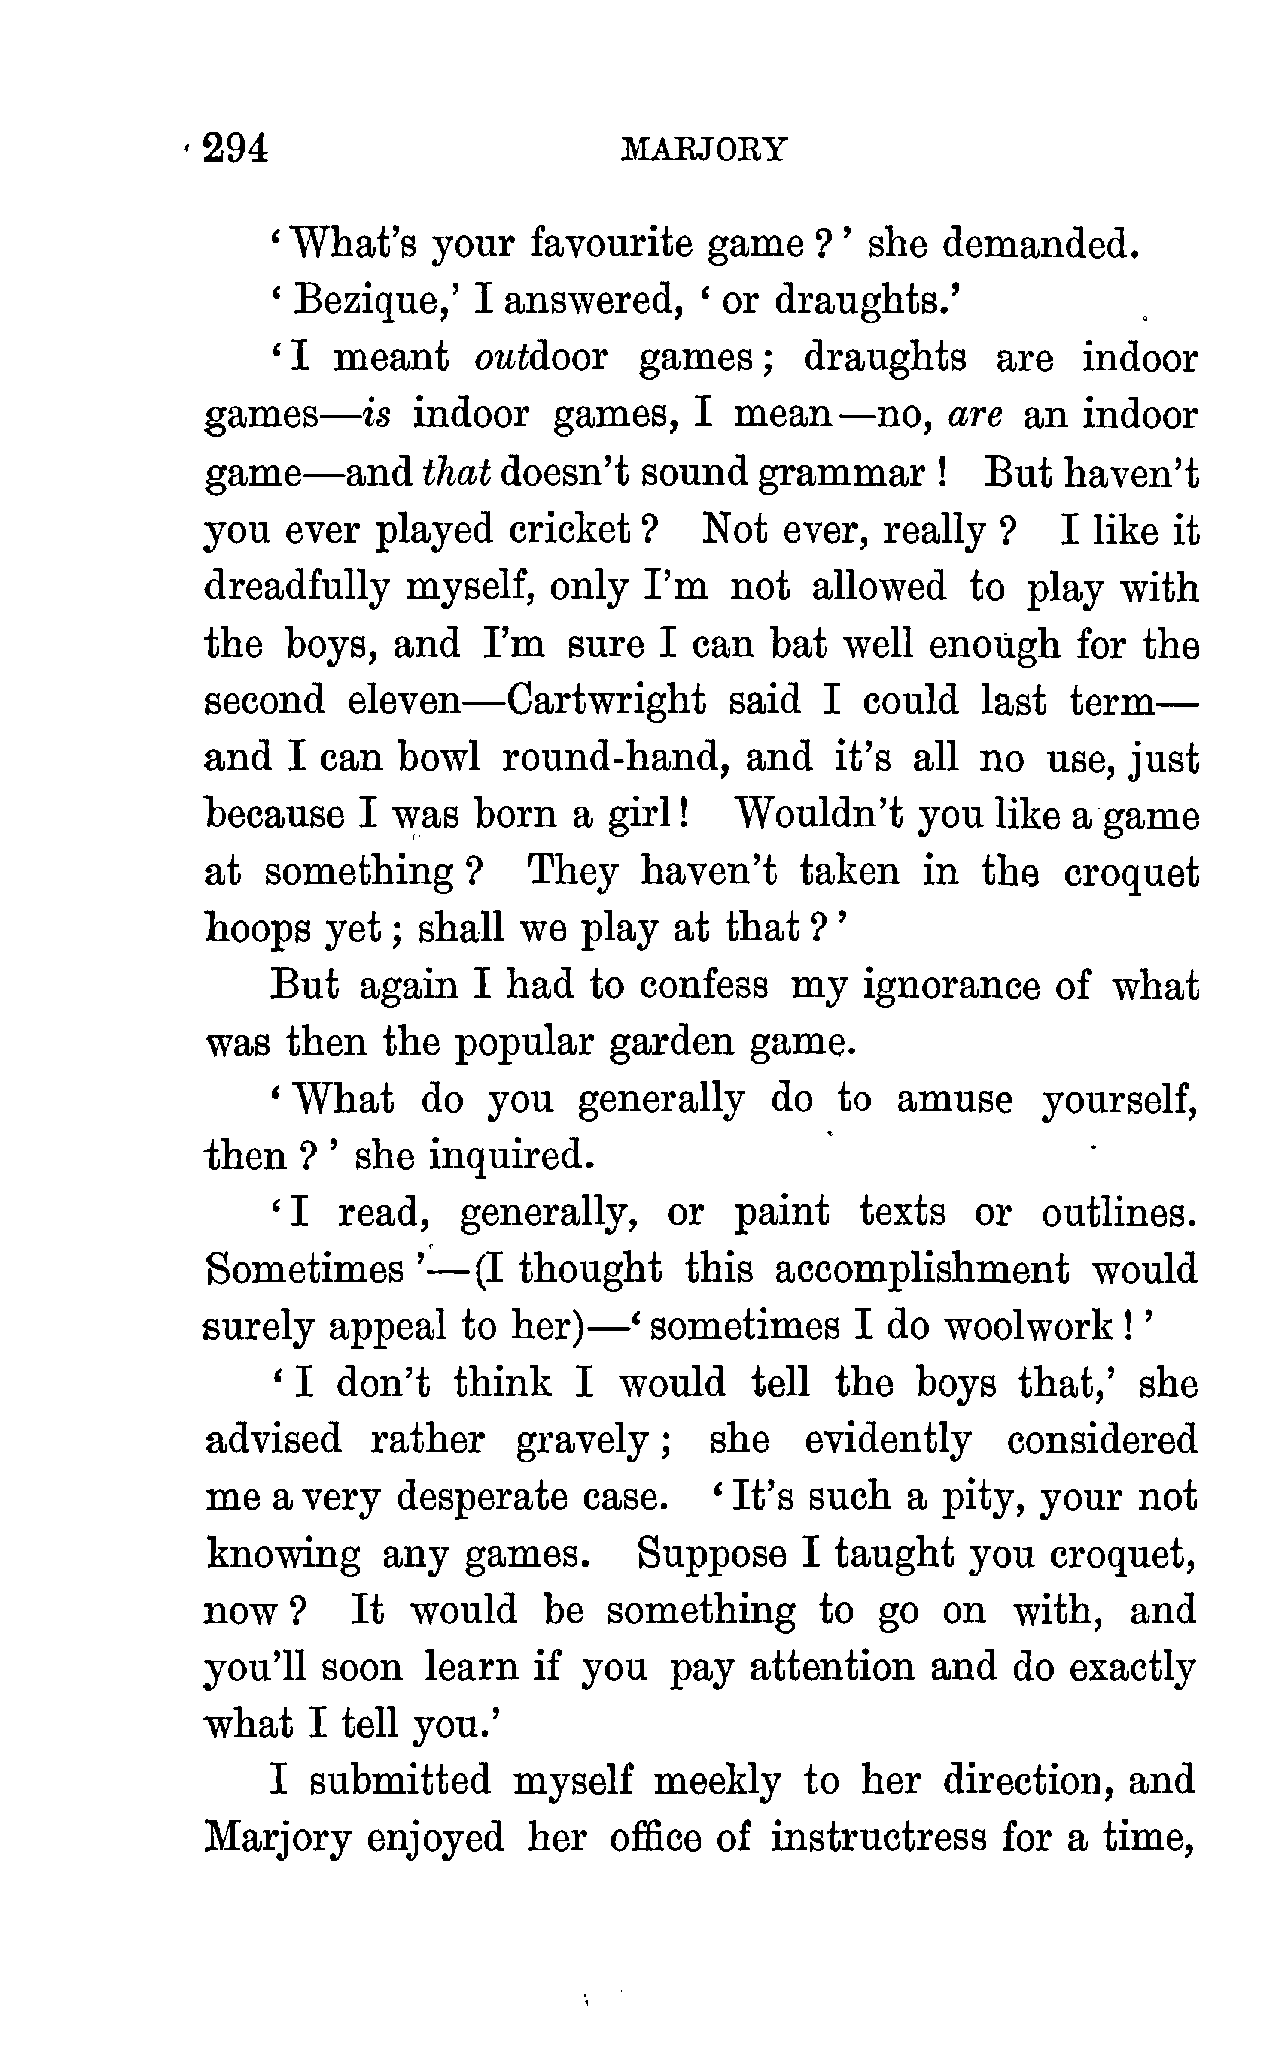 294 MARJORY
‘What’s your favourite game?’ she demanded.
‘Bezique,’ I answered, ‘or draughts.’
‘I meant outdoor games; draughts are indoor
games—is indoor games, I mean—no, are an indoor
game—and that doesn’t sound grammar! But haven’t
you ever played cricket? Not ever, really? I like it
dreadfully myself, only I’m not allowed to play with
the boys, and I’m sure I can bat well enough for the
second eleven—Cartwright said I could last term—
and I can bowl round-hand, and it’s all no use, just
because I was born a girl! Wouldn’t you like a game
at something? They haven’t taken in the croquet
hoops yet; shall we play at that?’
But again I had to confess my ignorance of what
was then the popular garden game.
‘What do you generally do to amuse yourself,
then?’ she inquired.
‘I read, generally, or paint texts or outlines.
Sometimes’—(I thought this accomplishment would
surely appeal to her)—‘sometimes I do woolwork!’
‘I don’t think I would tell the boys that,’ she
advised rather gravely; she evidently considered
me a very desperate case. ‘It’s such a pity, your not
knowing any games. Suppose I taught you croquet,
now? It would be something to go on with, and
you’ll soon learn if you pay attention and do exactly
what I tell you.’
I submitted myself meekly to her direction, and
Marjory enjoyed her office of instructress for a time,